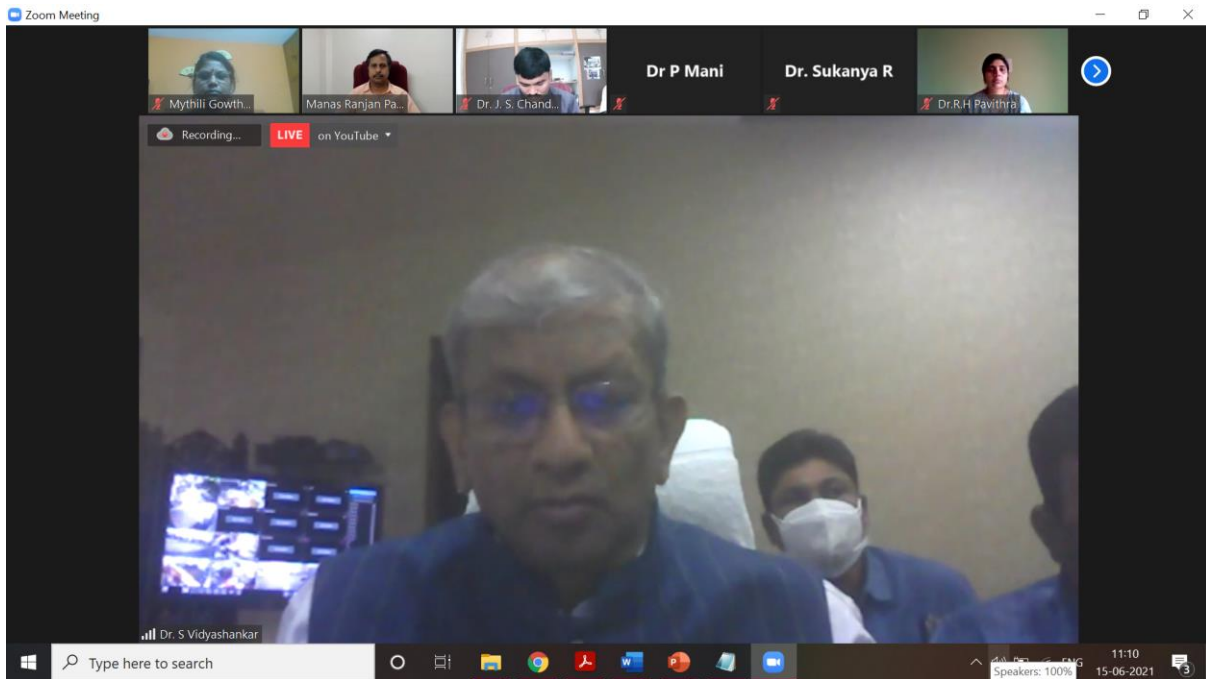 Zoom Meeting
Mythili Gowth...
Manas Ranjan Pa...
Dr. J. S. Chand...
Dr P Mani
Dr. Sukanya R
Dr.R.H Pavithra
Recording...
LIVE on YouTube
Dr. S Vidyashankar
Type here to search
ENG
Speakers: 100%
11:10
15-06-2021
3